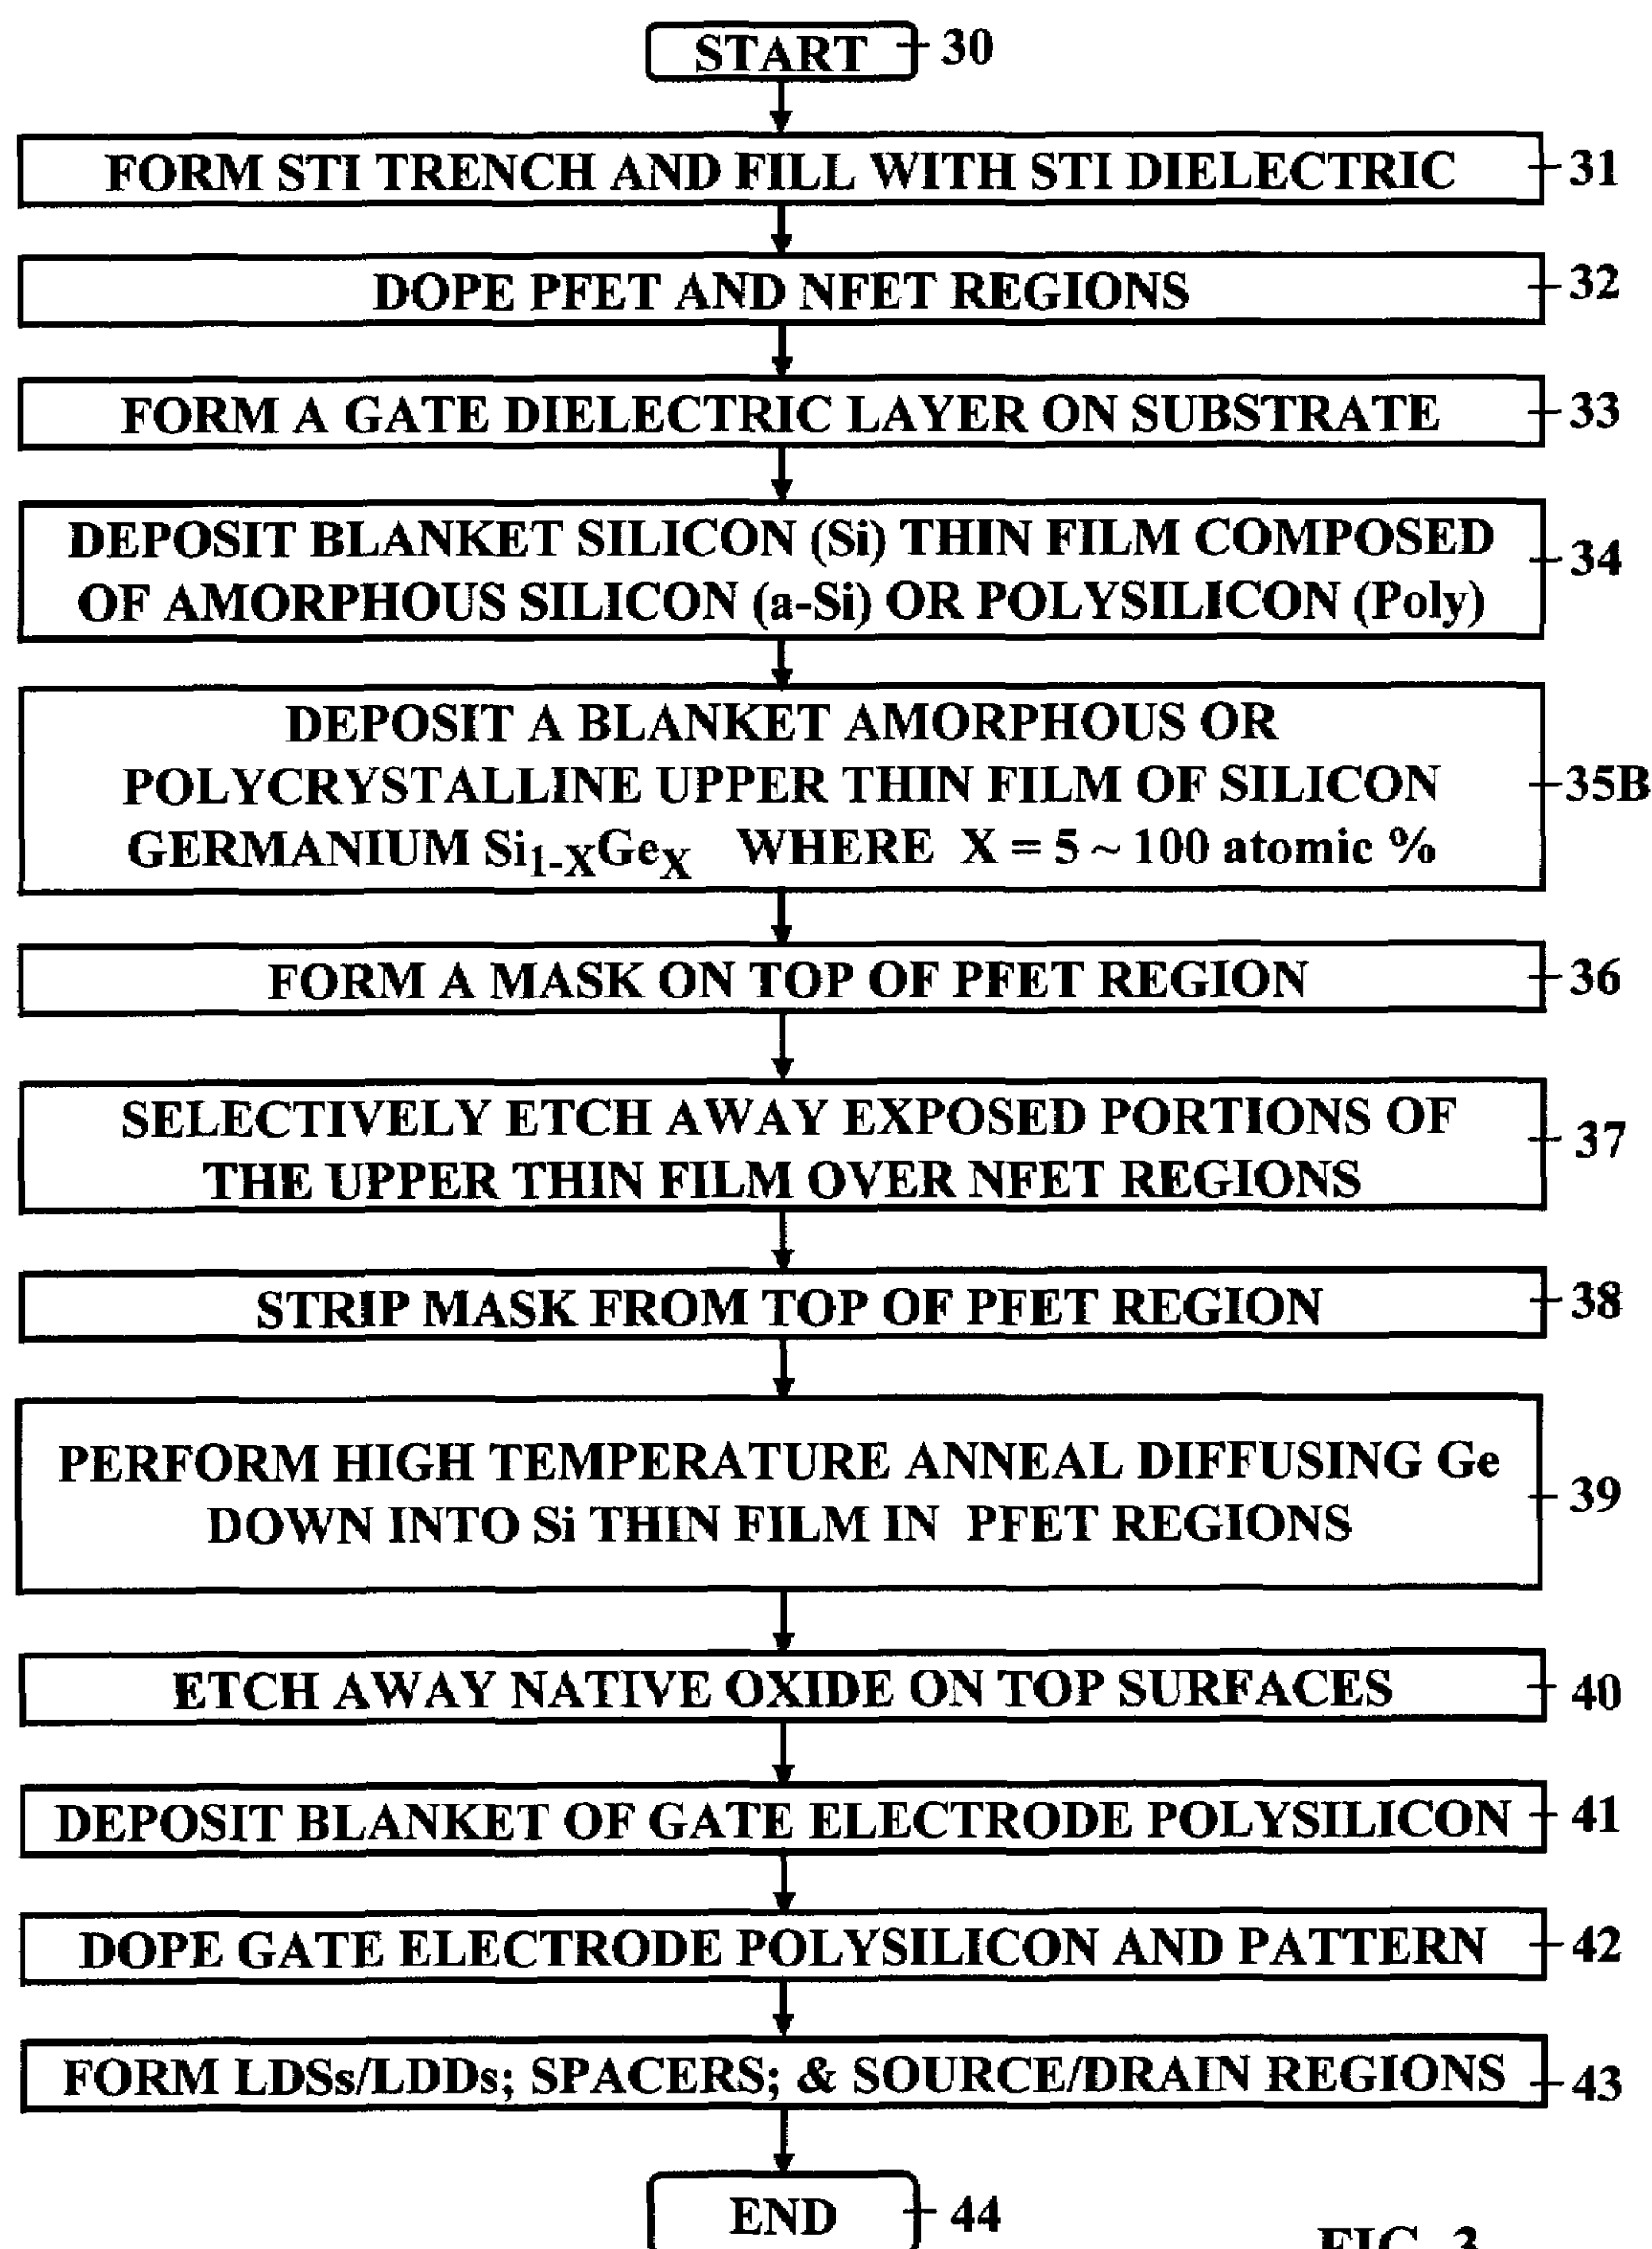 START 30
FORM STI TRENCH AND FILL WITH STI DIELECTRIC 31
DOPE PFET AND NFET REGIONS 32
FORM A GATE DIELECTRIC LAYER ON SUBSTRATE 33
DEPOSIT BLANKET SILICON (Si) THIN FILM COMPOSED
OF AMORPHOUS SILICON (a-Si) OR POLYSILICON (Poly)
34
DEPOSIT A BLANKET AMORPHOUS OR
POLYCRYSTALLINE UPPER THIN FILM OF SILICON
GERMANIUM Si1-XGeX WHERE X = 5 ~ 100 atomic %
35B
FORM A MASK ON TOP OF PFET REGION 36
SELECTIVELY ETCH AWAY EXPOSED PORTIONS OF
THE UPPER THIN FILM OVER NFET REGIONS
37
STRIP MASK FROM TOP OF PFET REGION 38
PERFORM HIGH TEMPERATURE ANNEAL DIFFUSING Ge
DOWN INTO Si THIN FILM IN PFET REGIONS
39
ETCH AWAY NATIVE OXIDE ON TOP SURFACES 40
DEPOSIT BLANKET OF GATE ELECTRODE POLYSILICON 41
DOPE GATE ELECTRODE POLYSILICON AND PATTERN 42
FORM LDSs/LDDs; SPACERS; & SOURCE/DRAIN REGIONS 43
END 44
FIG. 3